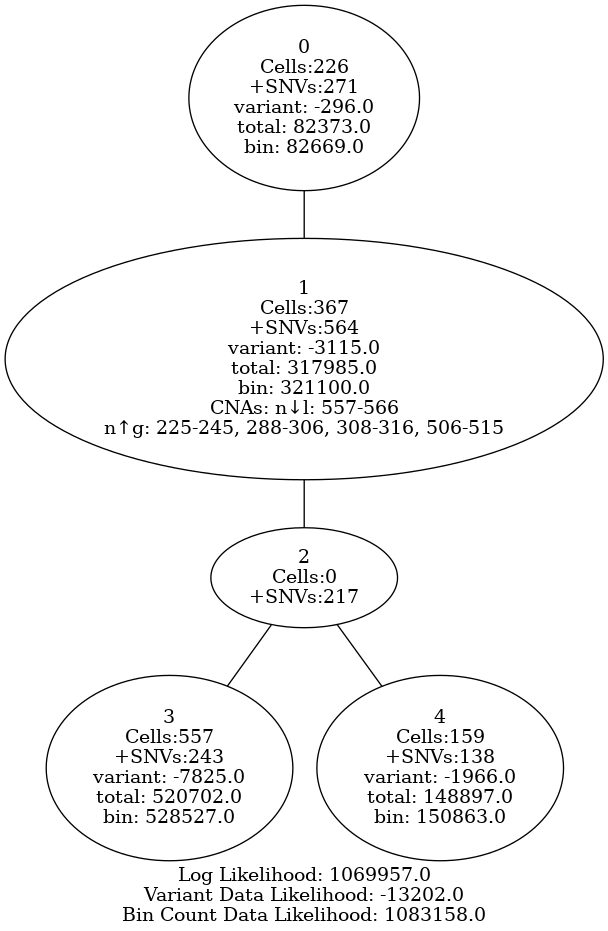 0
Cells:226
+SNVs:271
variant: -296.0
total: 82373.0
bin: 82669.0
1
Cells:367
+SNVs:564
variant: -3115.0
total: 317985.0
bin: 321100.0
CNAs: n↓l: 557-566
n↑g: 225-245, 288-306, 308-316, 506-515
2
Cells:0
+SNVs:217
3
Cells:557
+SNVs:243
variant: -7825.0
total: 520702.0
bin: 528527.0
4
Cells:159
+SNVs:138
variant: -1966.0
total: 148897.0
bin: 150863.0
Log Likelihood: 1069957.0
Variant Data Likelihood: -13202.0
Bin Count Data Likelihood: 1083158.0